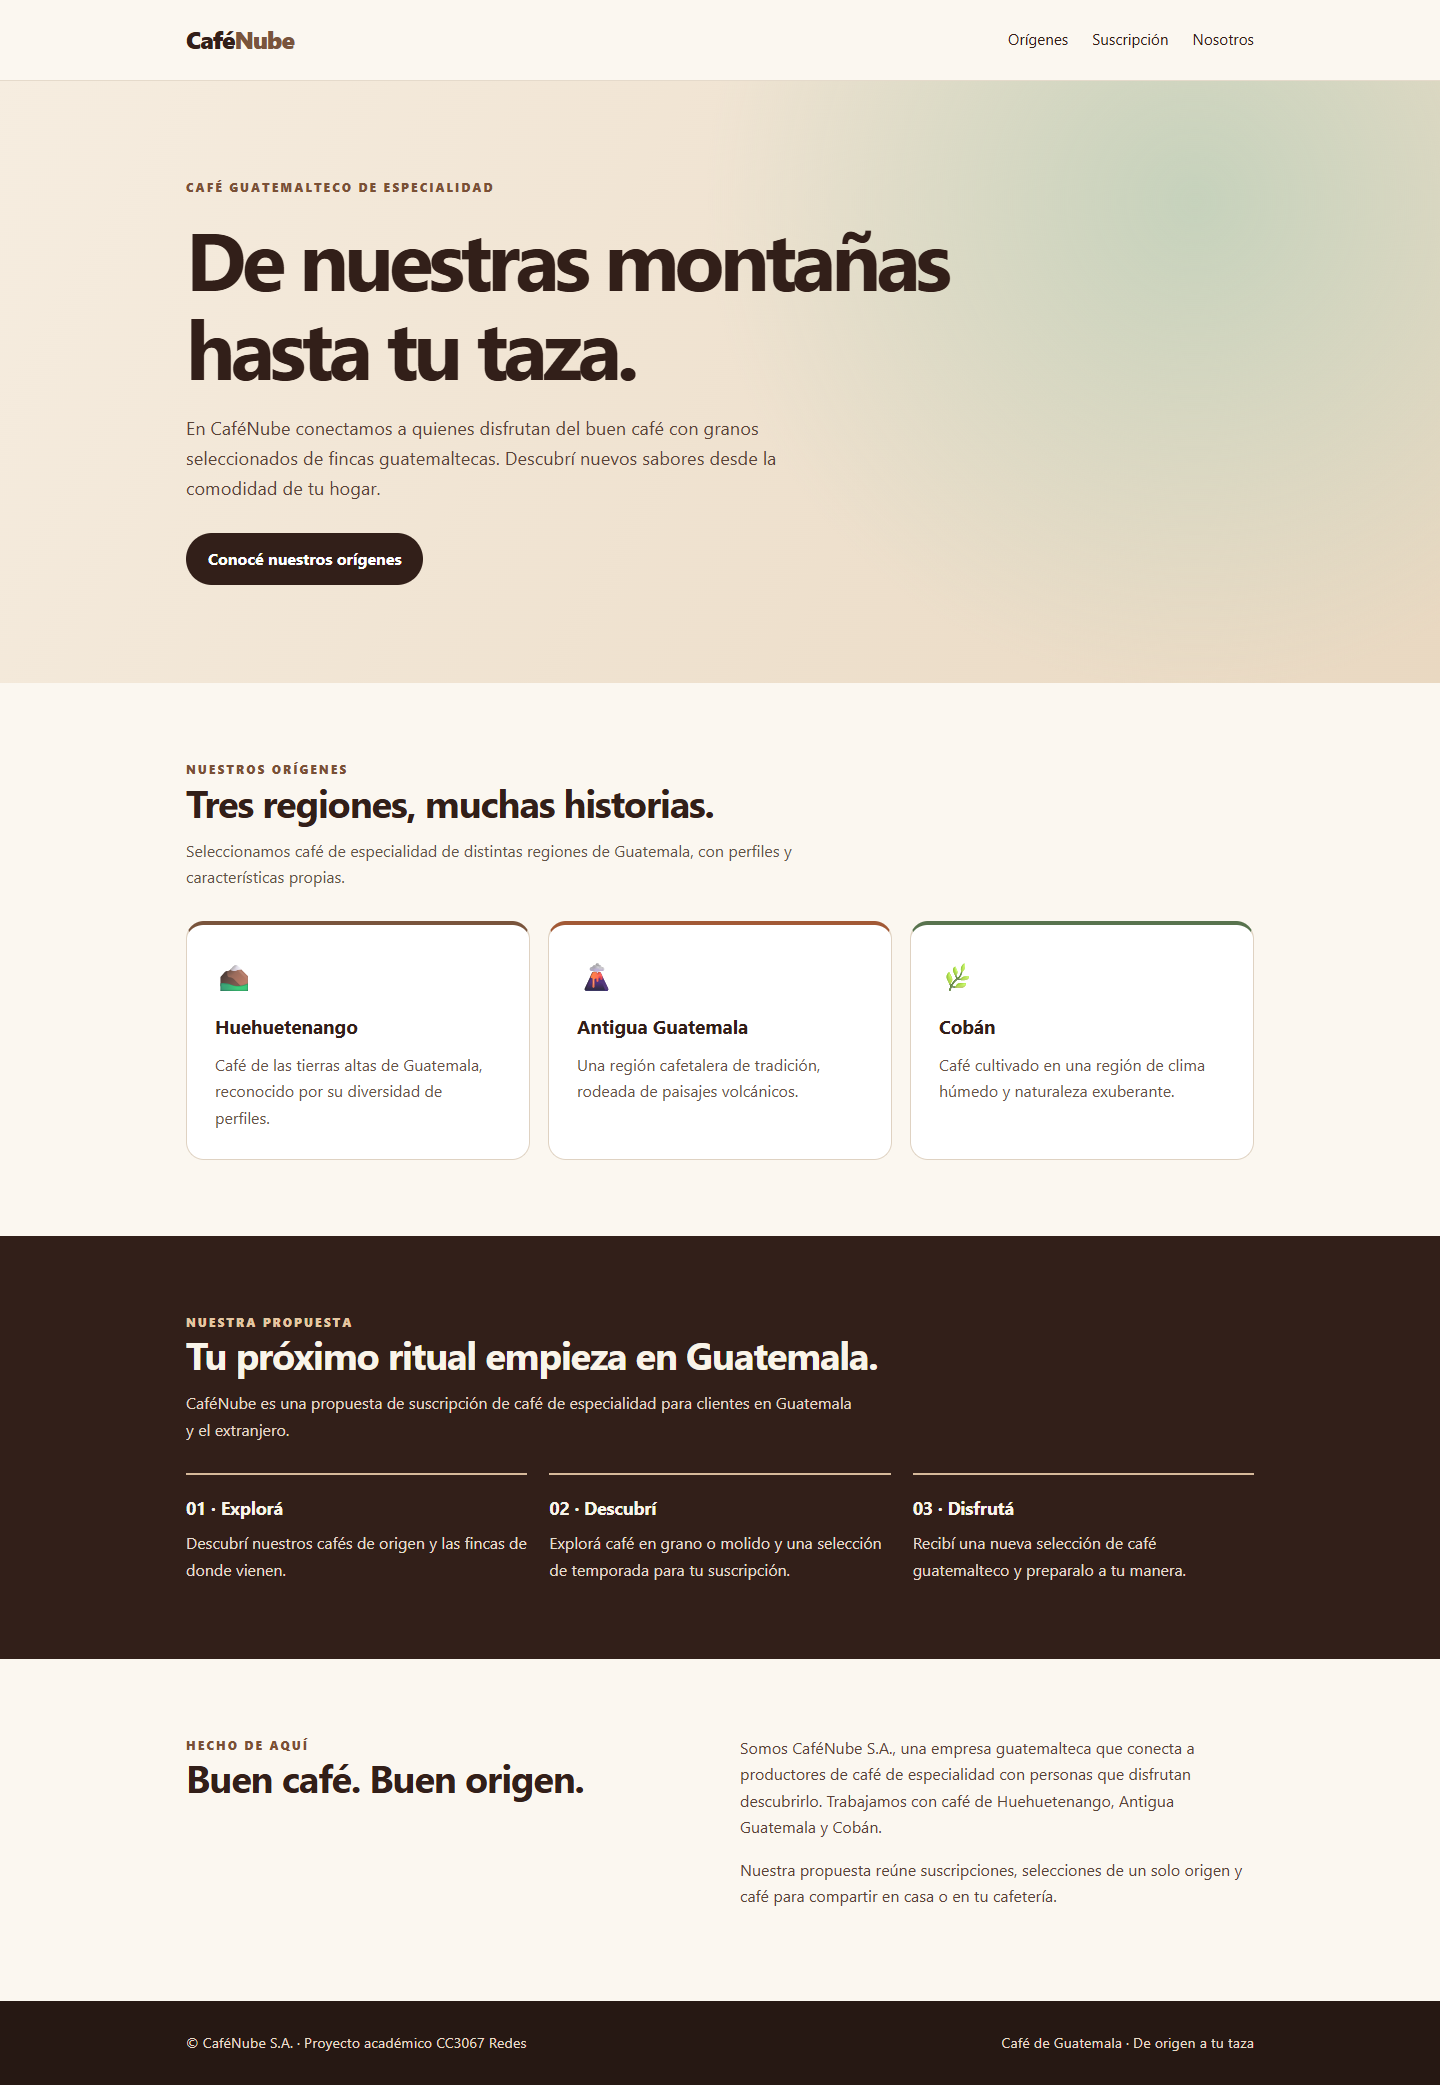 CaféNube
Orígenes Suscripción Nosotros
CAFÉ GUATEMALTECO DE ESPECIALIDAD
De nuestras montañas
hasta tu taza.
En CaféNube conectamos a quienes disfrutan del buen café con granos
seleccionados de fincas guatemaltecas. Descubrí nuevos sabores desde la
comodidad de tu hogar.
Conocé nuestros orígenes
NUESTROS ORÍGENES
Tres regiones, muchas historias.
Seleccionamos café de especialidad de distintas regiones de Guatemala, con perfiles y
características propias.
Huehuetenango
Café de las tierras altas de Guatemala,
reconocido por su diversidad de
perfiles.
Antigua Guatemala
Una región cafetalera de tradición,
rodeada de paisajes volcánicos.
Cobán
Café cultivado en una región de clima
húmedo y naturaleza exuberante.
NUESTRA PROPUESTA
Tu próximo ritual empieza en Guatemala.
CaféNube es una propuesta de suscripción de café de especialidad para clientes en Guatemala
y el extranjero.
01 · Explorá
Descubrí nuestros cafés de origen y las fincas de
donde vienen.
02 · Descubrí
Explorá café en grano o molido y una selección
de temporada para tu suscripción.
03 · Disfrutá
Recibí una nueva selección de café
guatemalteco y preparalo a tu manera.
HECHO DE AQUÍ
Buen café. Buen origen.
Somos CaféNube S.A., una empresa guatemalteca que conecta a
productores de café de especialidad con personas que disfrutan
descubrirlo. Trabajamos con café de Huehuetenango, Antigua
Guatemala y Cobán.
Nuestra propuesta reúne suscripciones, selecciones de un solo origen y
café para compartir en casa o en tu cafetería.
© CaféNube S.A. · Proyecto académico CC3067 Redes
Café de Guatemala · De origen a tu taza